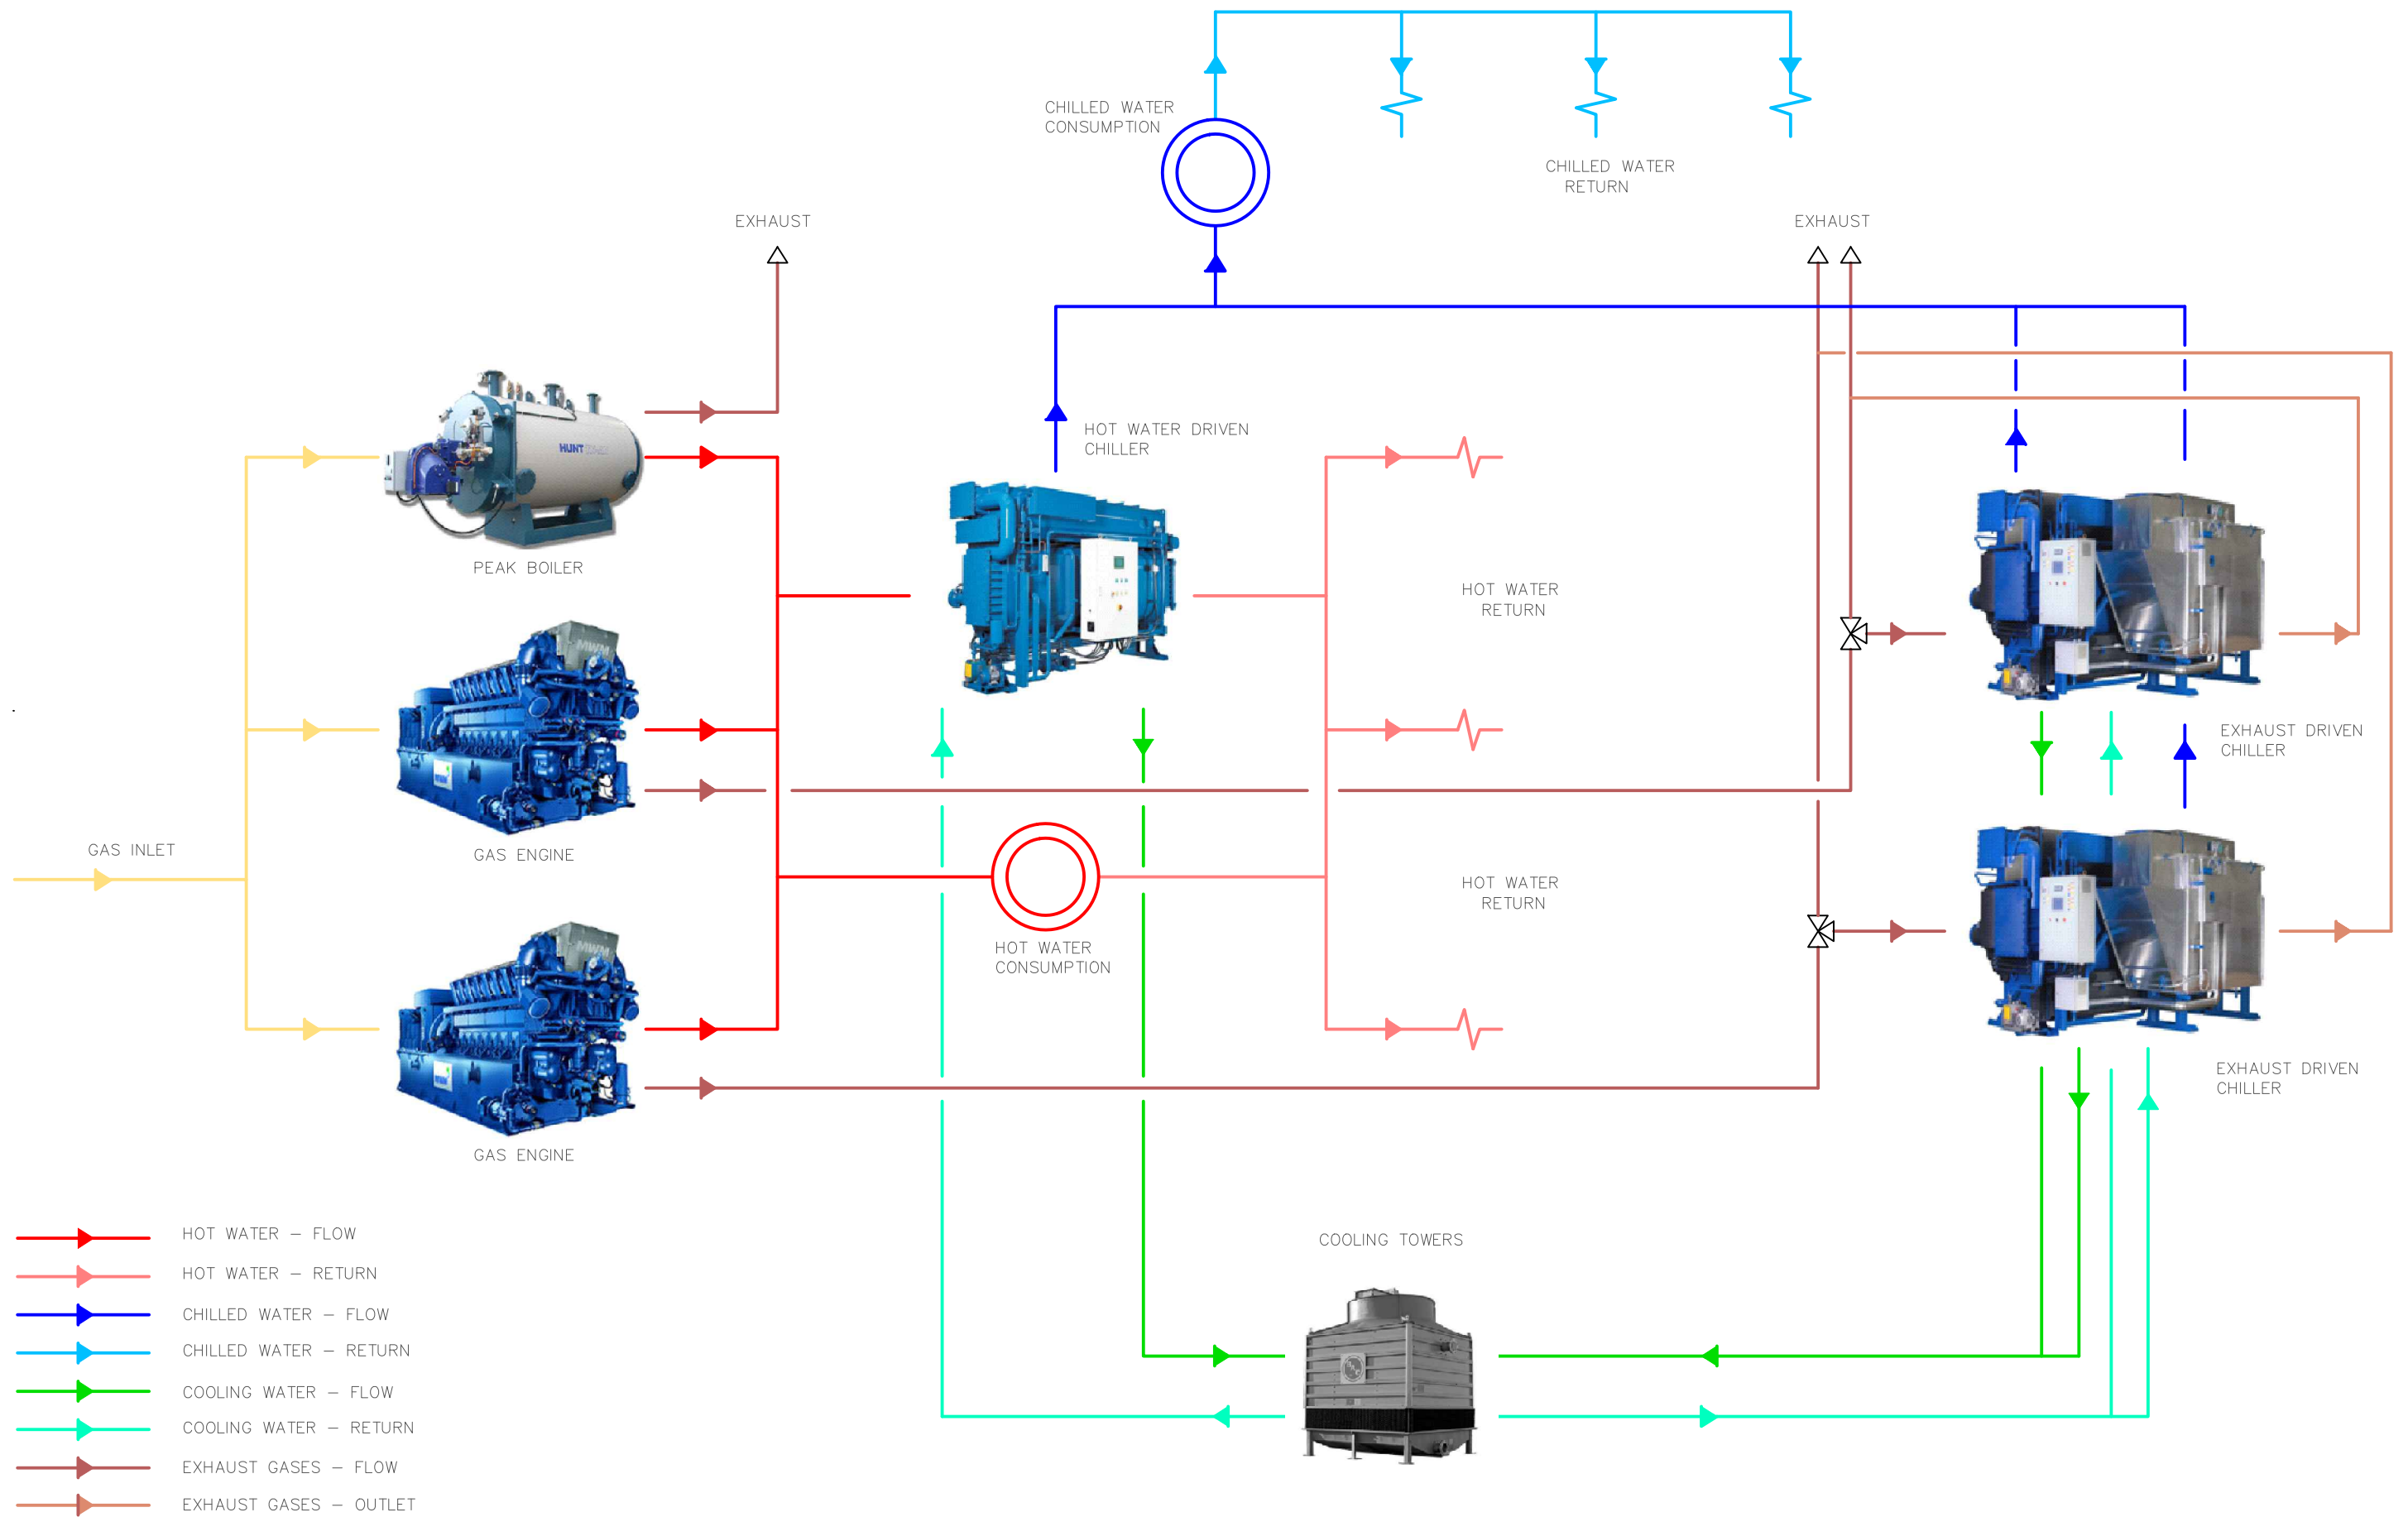 CHILLED WATER
CONSUMPTION
CHILLED WATER
RETURN
EXHAUST
EXHAUST
HOT WATER DRIVEN
CHILLER
HUNT
PEAK BOILER
HOT WATER
RETURN
MWM
EXHAUST DRIVEN
CHILLER
GAS INLET
GAS ENGINE
HOT WATER
RETURN
HOT WATER
CONSUMPTION
MWM
EXHAUST DRIVEN
CHILLER
GAS ENGINE
COOLING TOWERS
HOT WATER – FLOW
HOT WATER – RETURN
CHILLED WATER – FLOW
CHILLED WATER – RETURN
COOLING WATER – FLOW
COOLING WATER – RETURN
EXHAUST GASES – FLOW
EXHAUST GASES – OUTLET